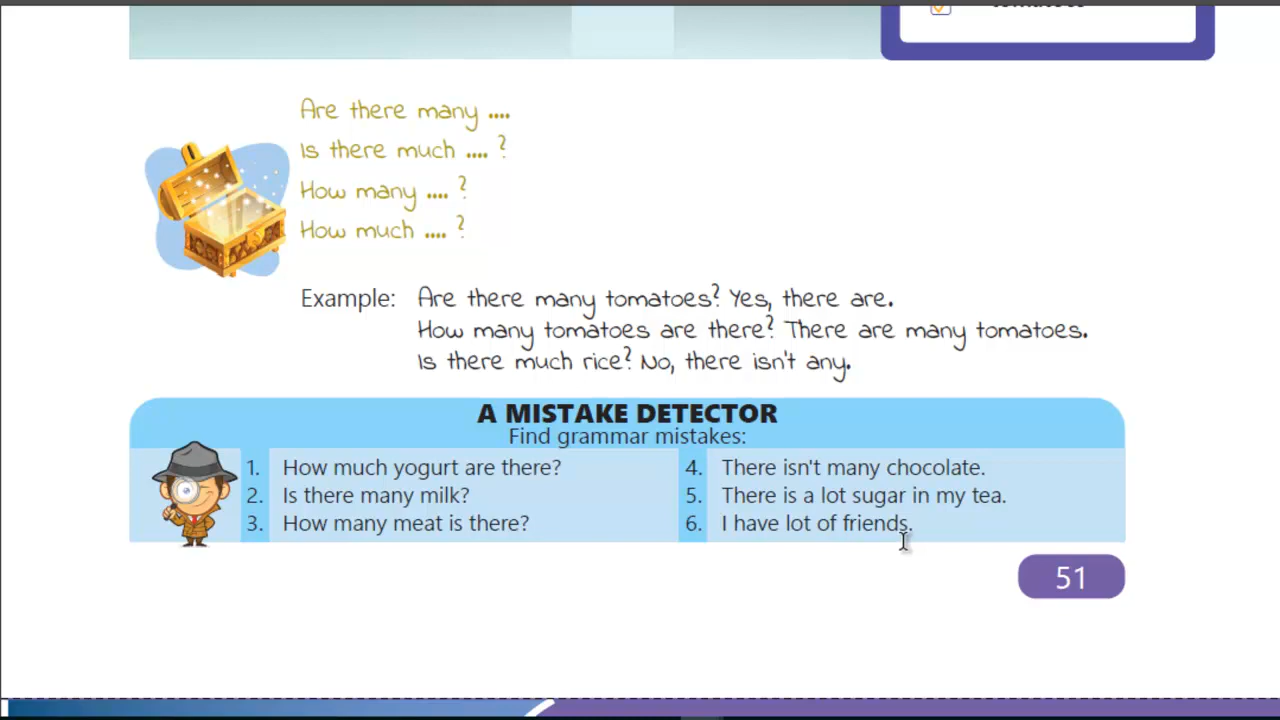 Are there many ....
Is there much .... ?
How many .... ?
How much .... ?
Example: Are there many tomatoes? Yes, there are.
How many tomatoes are there? There are many tomatoes.
Is there much rice? No, there isn't any.
A MISTAKE DETECTOR
Find grammar mistakes:
1. How much yogurt are there?
2. Is there many milk?
3. How many meat is there?
4. There isn't many chocolate.
5. There is a lot sugar in my tea.
6. I have lot of friends.
51